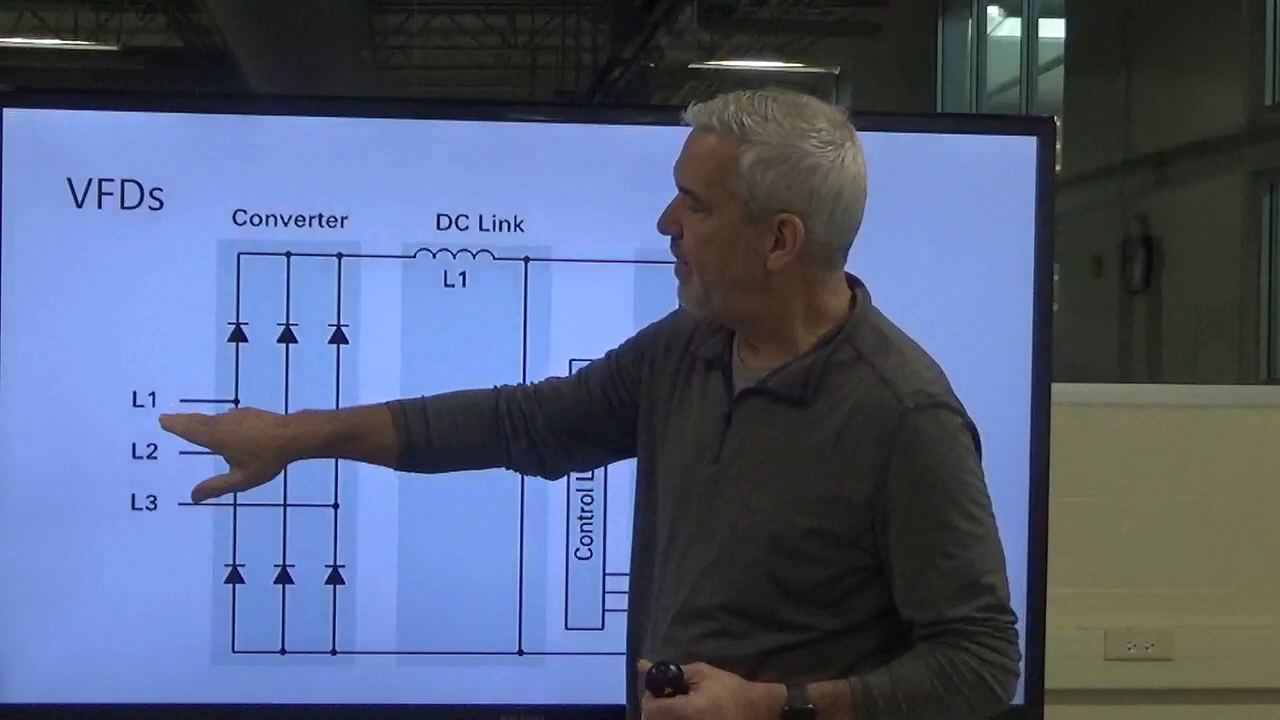 VFDs
Converter
DC Link
L1
L1
L2
L3
Control L